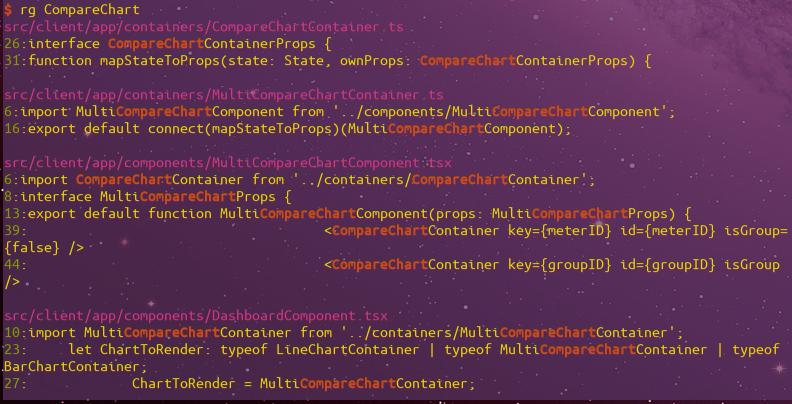 $ rg CompareChart
src/client/app/containers/CompareChartContainer.ts
26:interface CompareChartContainerProps {
31:function mapStateToProps(state: State, ownProps: CompareChartContainerProps) {
src/client/app/containers/MultiCompareChartContainer.ts
6:import MultiCompareChartComponent from '../components/MultiCompareChartComponent';
16:export default connect(mapStateToProps)(MultiCompareChartComponent);
src/client/app/components/MultiCompareChartComponent.tsx
6:import CompareChartContainer from '../containers/CompareChartContainer';
8:interface MultiCompareChartProps {
13:export default function MultiCompareChartComponent(props: MultiCompareChartProps) {
39: <CompareChartContainer key={meterID} id={meterID} isGroup=
{false} />
44: <CompareChartContainer key={groupID} id={groupID} isGroup
/>
src/client/app/components/DashboardComponent.tsx
10:import MultiCompareChartContainer from '../containers/MultiCompareChartContainer';
23: let ChartToRender: typeof LineChartContainer | typeof MultiCompareChartContainer | typeof
BarChartContainer;
27: ChartToRender = MultiCompareChartContainer;